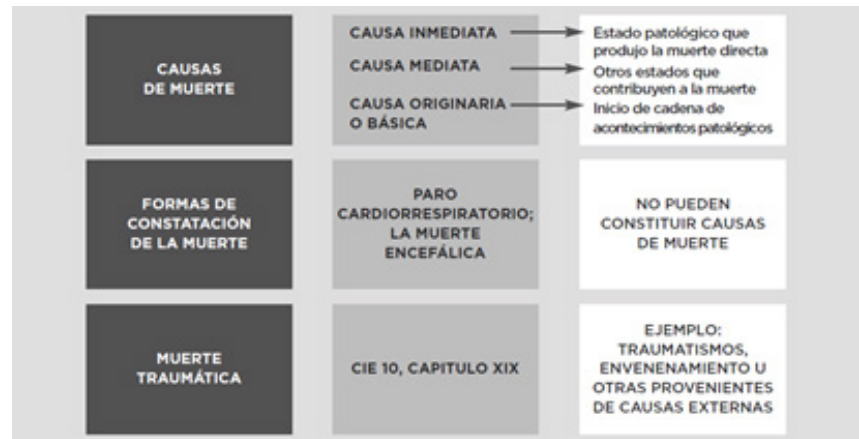 CAUSAS
DE MUERTE
CAUSA INMEDIATA
CAUSA MEDIATA
CAUSA ORIGINARIA
O BÁSICA
Estado patológico que
produjo la muerte directa
Otros estados que
contribuyen a la muerte
Inicio de cadena de
acontecimientos patológicos
FORMAS DE
CONSTATACIÓN
DE LA MUERTE
PARO
CARDIORRESPIRATORIO;
LA MUERTE
ENCEFÁLICA
NO PUEDEN
CONSTITUIR CAUSAS
DE MUERTE
MUERTE
TRAUMÁTICA
CIE 10, CAPITULO XIX
EJEMPLO:
TRAUMATISMOS,
ENVENENAMIENTO U
OTRAS PROVENIENTES
DE CAUSAS EXTERNAS